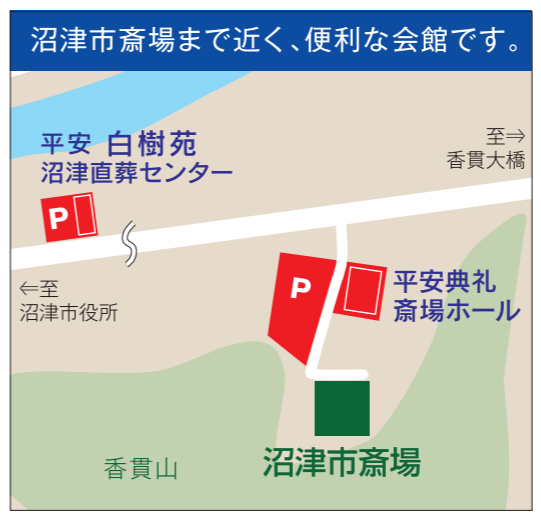 沼津市斎場まで近く、便利な会館です。
平安 白樹苑
沼津直葬センター
至→
香貫大橋
P
←至
沼津市役所
P
平安典礼
斎場ホール
沼津市斎場
香貫山